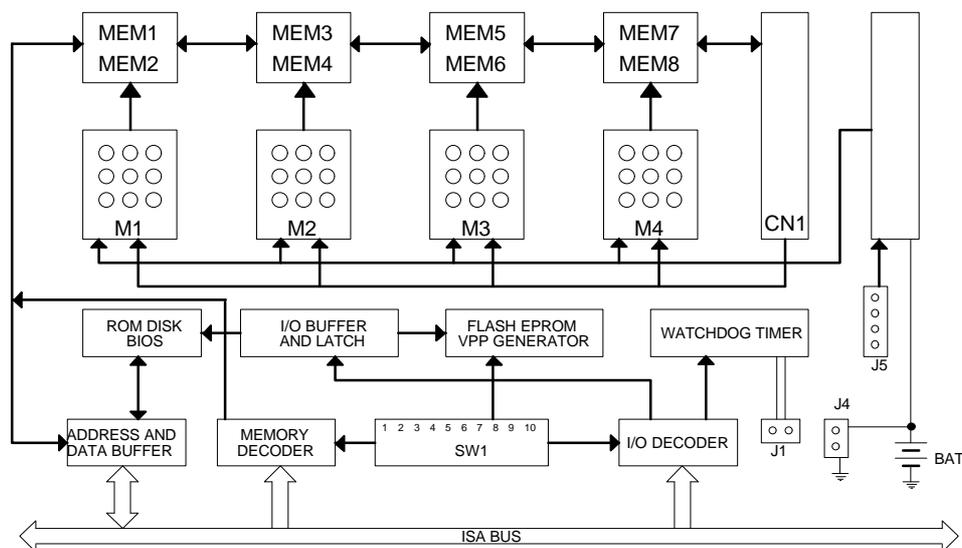 MEM1 MEM3 MEM5 MEM7
MEM2 MEM4 MEM6 MEM8
M1 M2 M3 M4 CN1
ROM DISK
BIOS
I/O BUFFER
AND LATCH
FLASH EPROM
VPP GENERATOR
WATCHDOG TIMER
J5
ADDRESS AND
DATA BUFFER
MEMORY
DECODER
1 2 3 4 5 6 7 8 9 10
SW1
I/O DECODER
J1
J4
BAT
ISA BUS